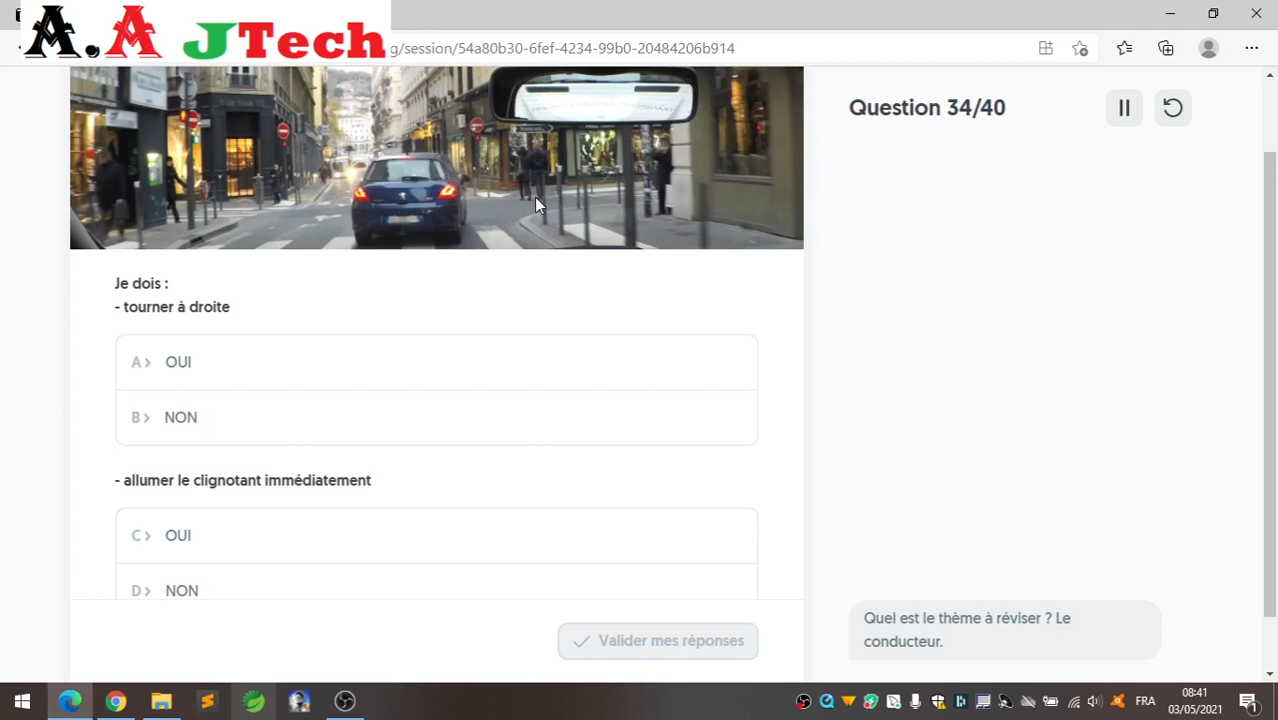 A.A JTech
g/session/54a80b30-6fef-4234-99b0-20484206b914
Question 34/40
Je dois :
- tourner à droite
A > OUI
B > NON
- allumer le clignotant immédiatement
C > OUI
D > NON
Valider mes réponses
Quel est le thème à réviser ? Le
conducteur.
FRA
08:41
03/05/2021
1